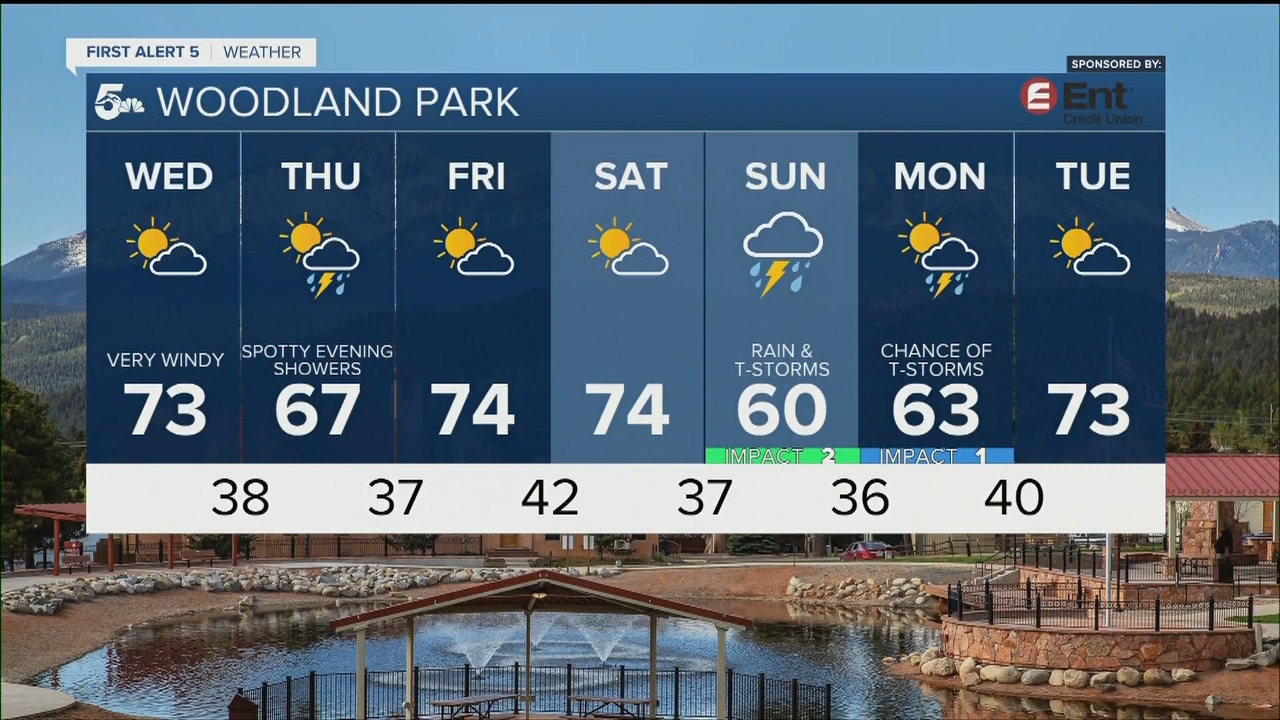 FIRST ALERT 5 | WEATHER
SPONSORED BY:
5 WOODLAND PARK
Ent
Credit Union
WED THU FRI SAT SUN MON TUE
VERY WINDY
SPOTTY EVENING
SHOWERS
RAIN &
T-STORMS
CHANCE OF
T-STORMS
73 67 74 74 60 63 73
IMPACT 2 IMPACT 1
38 37 42 37 36 40